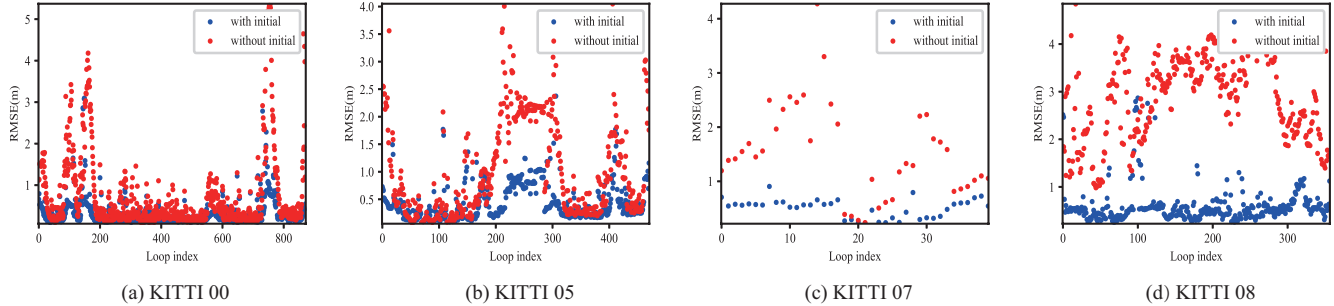 5
4
3
2
1
0
200
400
600
800
RMSE(m)
Loop index
with initial
without initial
(a) KITTI 00
4.0
3.5
3.0
2.5
2.0
1.5
1.0
0.5
0
100
200
300
400
RMSE(m)
Loop index
with initial
without initial
(b) KITTI 05
4
3
2
1
0
10
20
30
RMSE(m)
Loop index
with initial
without initial
(c) KITTI 07
4
3
2
1
0
100
200
300
RMSE(m)
Loop index
with initial
without initial
(d) KITTI 08